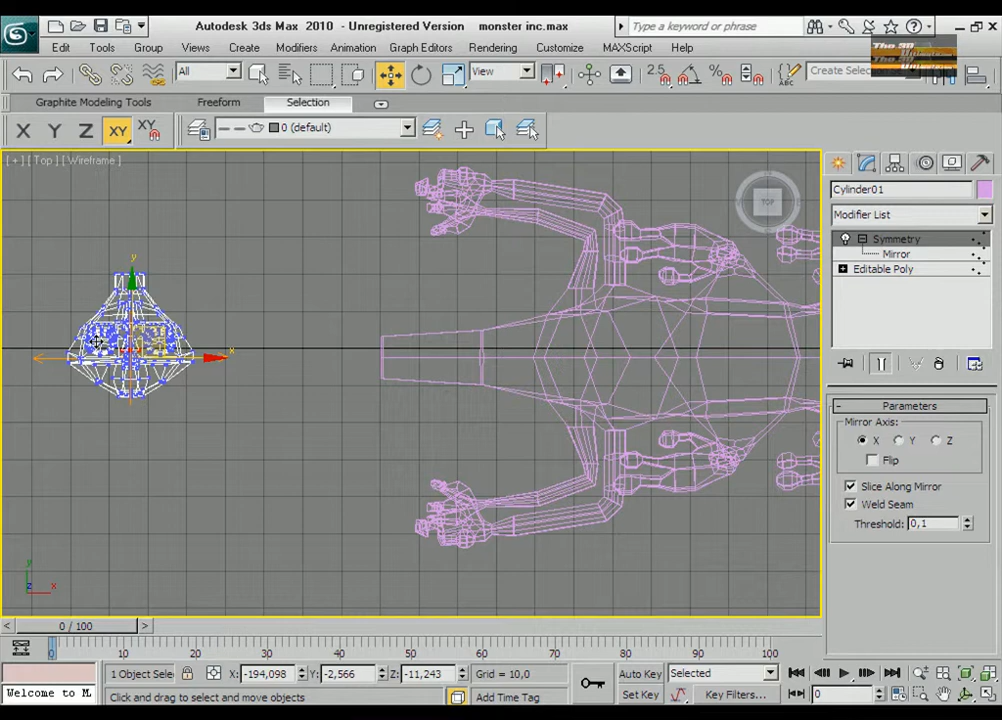 Autodesk 3ds Max 2010 - Unregistered Version monster inc.max
Type a keyword or phrase
Edit Tools Group Views Create Modifiers Animation Graph Editors Rendering Customize MAXScript Help
All View 2.5 Create Selection
Graphite Modeling Tools Freeform Selection
X Y Z XY XY 0 (default)
[ + ] [ Top ] [ Wireframe ]
TOP
Cylinder01
Modifier List
Symmetry
Mirror
Editable Poly
- Parameters
Mirror Axis:
X Y Z
Flip
Slice Along Mirror
Weld Seam
Threshold: 0,1
y
x
y
z x
< 0 / 100 >
0 10 20 30 40 50 60 70 80 90 100
1 Object Sele X: -194,098 Y: -2,566 Z: -11,243 Grid = 10,0 Auto Key Selected
Welcome to M. Click and drag to select and move objects Add Time Tag Set Key Key Filters... 0